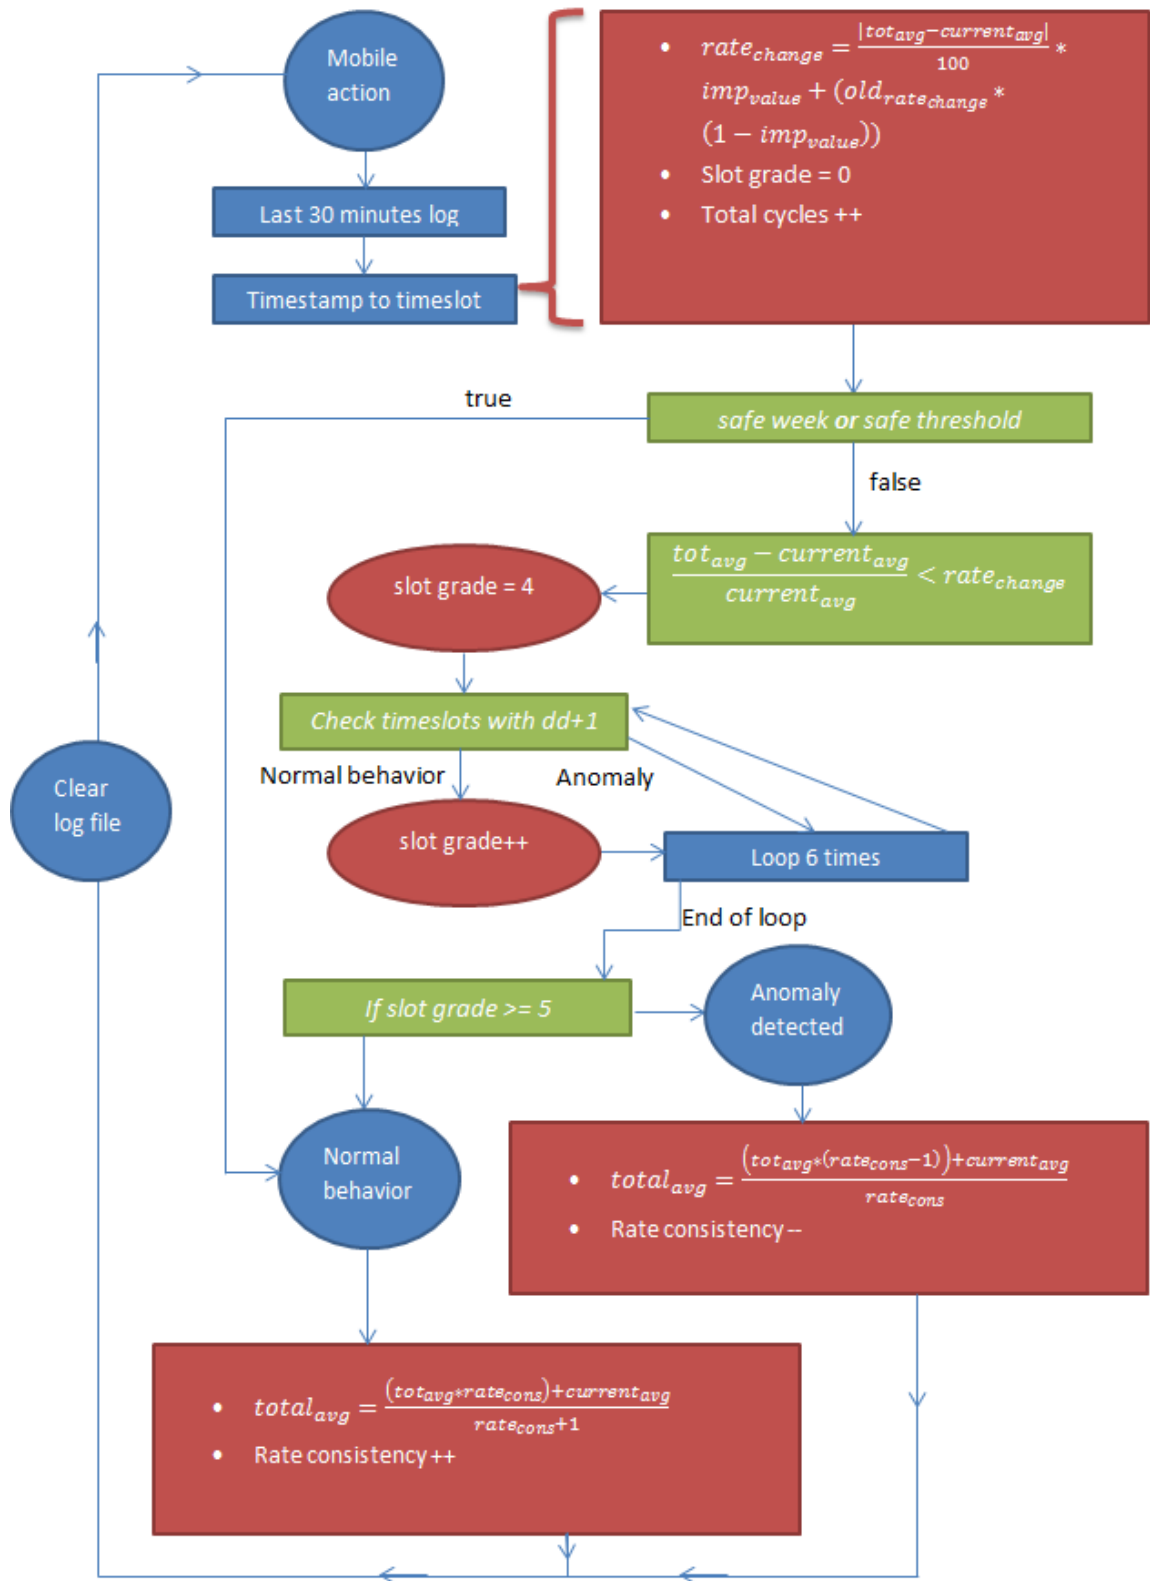 Mobile
action
Last 30 minutes log
Timestamp to timeslot
• rate_change = |tot_avg−current_avg| / 100 *
imp_value + (old_rate_change *
(1 − imp_value))
• Slot grade = 0
• Total cycles ++
true
safe week or safe threshold
false
tot_avg − current_avg / current_avg < rate_change
slot grade = 4
Check timeslots with dd+1
Normal behavior
Anomaly
slot grade++
Loop 6 times
End of loop
Clear
log file
If slot grade >= 5
Anomaly
detected
Normal
behavior
• total_avg = (tot_avg*(rate_cons−1))+current_avg / rate_cons
• Rate consistency --
• total_avg = (tot_avg*rate_cons)+current_avg / rate_cons+1
• Rate consistency ++